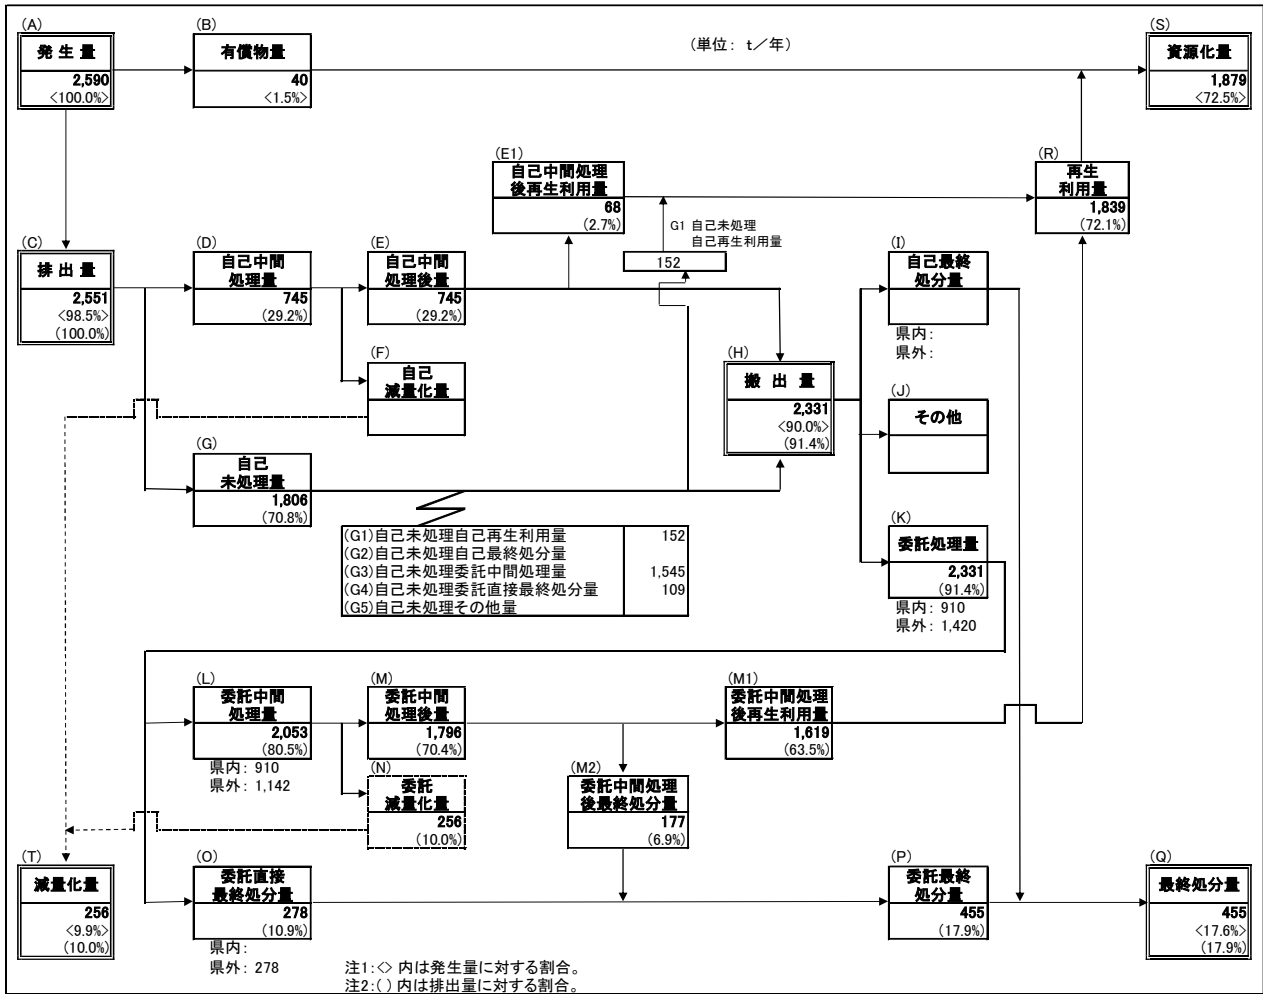 (A)
発 生 量
2,590
<100.0%>
(B)
有償物量
40
<1.5%>
(単位： t／年)
(S)
資源化量
1,879
<72.5%>
(E1)
自己中間処理
後再生利用量
68
(2.7%)
G1 自己未処理
自己再生利用量
152
(R)
再生
利用量
1,839
(72.1%)
(C)
排 出 量
2,551
<98.5%>
(100.0%)
(D)
自己中間
処理量
745
(29.2%)
(E)
自己中間
処理後量
745
(29.2%)
(F)
自己
減量化量
(G)
自己
未処理量
1,806
(70.8%)
(H)
搬 出 量
2,331
<90.0%>
(91.4%)
(I)
自己最終
処分量
県内：
県外：
(J)
その他
(G1)自己未処理自己再生利用量 152
(G2)自己未処理自己最終処分量
(G3)自己未処理委託中間処理量 1,545
(G4)自己未処理委託直接最終処分量 109
(G5)自己未処理その他量
(K)
委託処理量
2,331
(91.4%)
県内： 910
県外： 1,420
(L)
委託中間
処理量
2,053
(80.5%)
県内： 910
県外： 1,142
(M)
委託中間
処理後量
1,796
(70.4%)
(N)
委託
減量化量
256
(10.0%)
(M1)
委託中間処理
後再生利用量
1,619
(63.5%)
(M2)
委託中間処理
後最終処分量
177
(6.9%)
(T)
減量化量
256
<9.9%>
(10.0%)
(O)
委託直接
最終処分量
278
(10.9%)
県内：
県外： 278
(P)
委託最終
処分量
455
(17.9%)
(Q)
最終処分量
455
<17.6%>
(17.9%)
注1：<> 内は発生量に対する割合。
注2：( ) 内は排出量に対する割合。